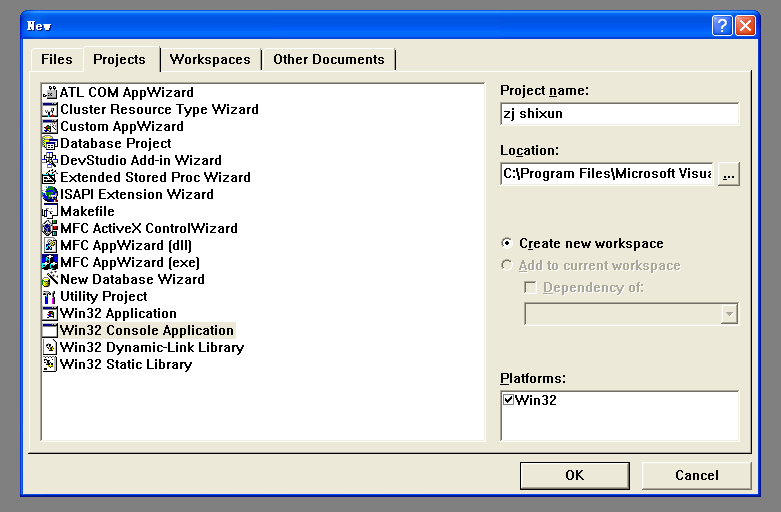 New
Files
Projects
Workspaces
Other Documents
ATL COM AppWizard
Cluster Resource Type Wizard
Custom AppWizard
Database Project
DevStudio Add-in Wizard
Extended Stored Proc Wizard
ISAPI Extension Wizard
Makefile
MFC ActiveX ControlWizard
MFC AppWizard (dll)
MFC AppWizard (exe)
New Database Wizard
Utility Project
Win32 Application
Win32 Console Application
Win32 Dynamic-Link Library
Win32 Static Library
Project name:
zj shixun
Location:
C:\Program Files\Microsoft Visua
...
Create new workspace
Add to current workspace
Dependency of:
Platforms:
Win32
OK
Cancel